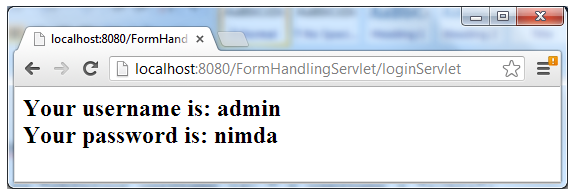 localhost:8080/FormHand
localhost:8080/FormHandlingServlet/loginServlet
Your username is: admin
Your password is: nimda